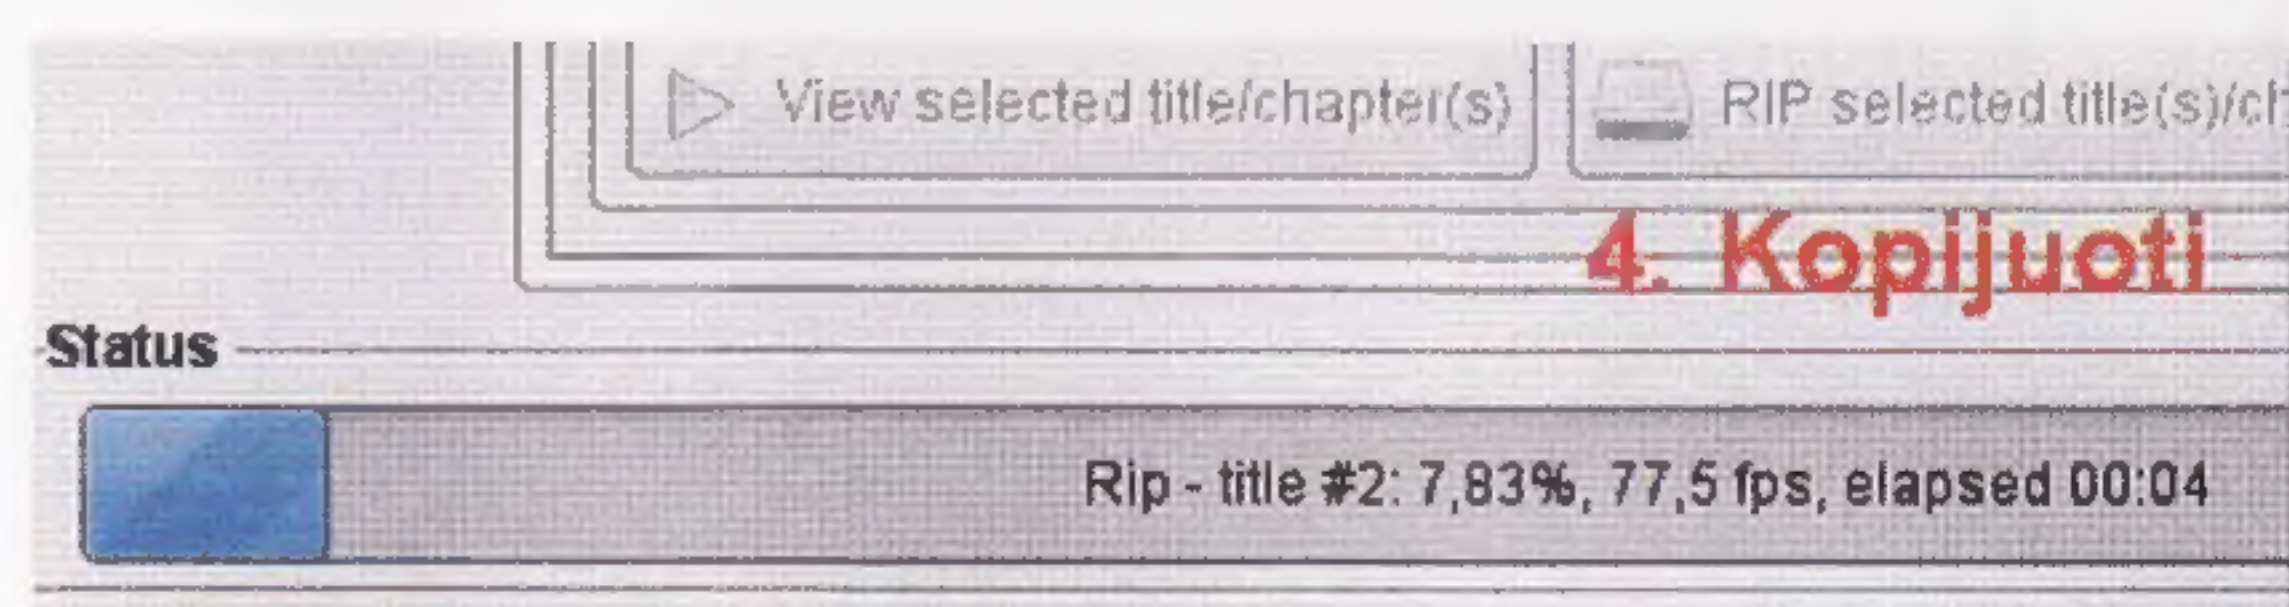 View selected title/chapter(s) RIP selected title(s)/ch
4. Kopijuoti
Status
Rip - title #2: 7,83%, 77,5 fps, elapsed 00:04